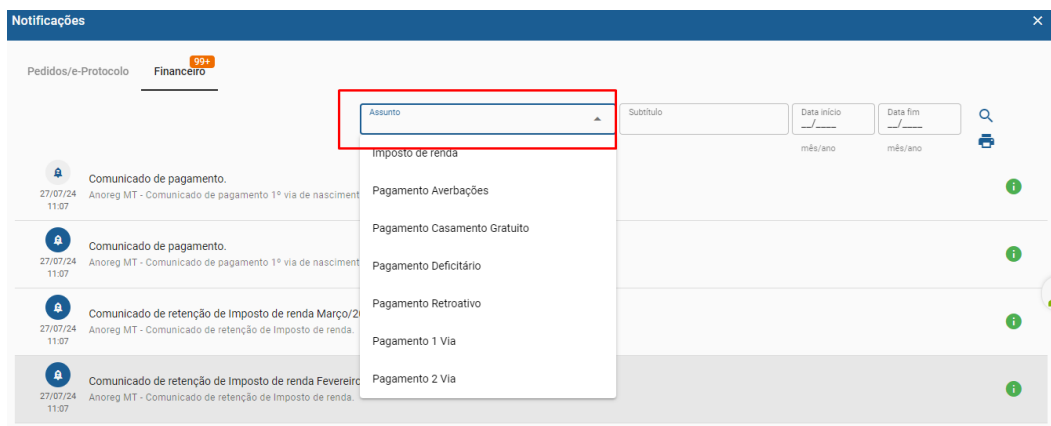 Notificações
Pedidos/e-Protocolo
Financeiro
99+
Assunto
Subtítulo
Data início
__/____
mês/ano
Data fim
__/____
mês/ano
Imposto de renda
Pagamento Averbações
Pagamento Casamento Gratuito
Pagamento Deficitário
Pagamento Retroativo
Pagamento 1 Via
Pagamento 2 Via
27/07/24
11:07
Comunicado de pagamento.
Anoreg MT - Comunicado de pagamento 1º via de nasciment
27/07/24
11:07
Comunicado de pagamento.
Anoreg MT - Comunicado de pagamento 1º via de nasciment
27/07/24
11:07
Comunicado de retenção de Imposto de renda Março/20
Anoreg MT - Comunicado de retenção de Imposto de renda.
27/07/24
11:07
Comunicado de retenção de Imposto de renda Fevereiro
Anoreg MT - Comunicado de retenção de Imposto de renda.